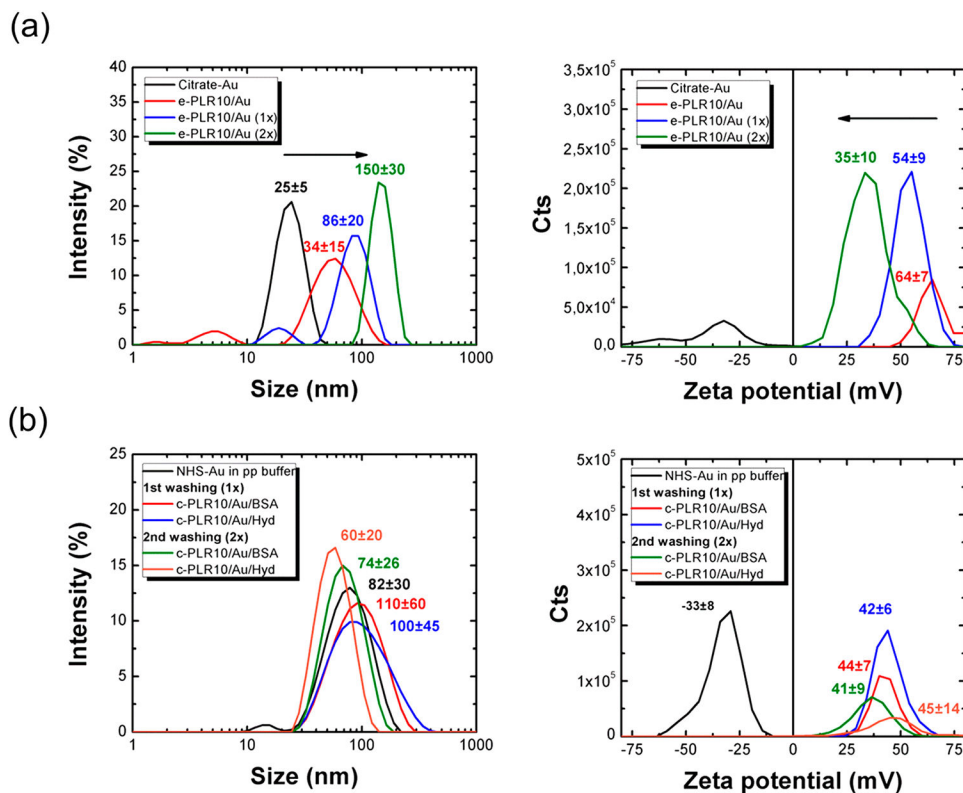 (a)
40
35
30
25
20
15
10
5
0
Intensity (%)
Citrate-Au
e-PLR10/Au
e-PLR10/Au (1x)
e-PLR10/Au (2x)
25±5
34±15
86±20
150±30
1 10 100 1000
Size (nm)
3,5x10⁵
3,0x10⁵
2,5x10⁵
2,0x10⁵
1,5x10⁵
1,0x10⁵
5,0x10⁴
0,0
Cts
Citrate-Au
e-PLR10/Au
e-PLR10/Au (1x)
e-PLR10/Au (2x)
35±10
54±9
64±7
-75 -50 -25 0 25 50 75
Zeta potential (mV)
(b)
25
20
15
10
5
0
Intensity (%)
NHS-Au in pp buffer
1st washing (1x)
c-PLR10/Au/BSA
c-PLR10/Au/Hyd
2nd washing (2x)
c-PLR10/Au/BSA
c-PLR10/Au/Hyd
60±20
74±26
82±30
110±60
100±45
1 10 100 1000
Size (nm)
5x10⁵
4x10⁵
3x10⁵
2x10⁵
1x10⁵
0
Cts
NHS-Au in pp buffer
1st washing (1x)
c-PLR10/Au/BSA
c-PLR10/Au/Hyd
2nd washing (2x)
c-PLR10/Au/BSA
c-PLR10/Au/Hyd
-33±8
42±6
44±7
41±9
45±14
-75 -50 -25 0 25 50 75
Zeta potential (mV)